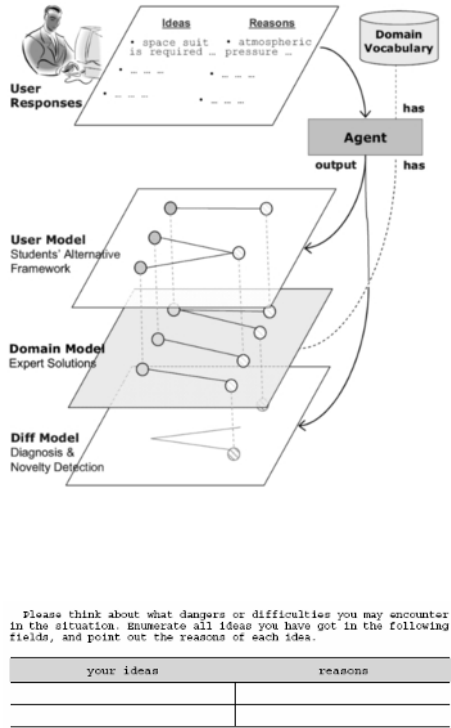 Ideas Reasons
• space suit is required … • atmospheric pressure …
• … … … • … … …
• … … … • … … …
User Responses
Domain Vocabulary
has
Agent
output has
User Model
Students' Alternative
Framework
Domain Model
Expert Solutions
Diff Model
Diagnosis &
Novelty Detection
Please think about what dangers or difficulties you may encounter
in the situation. Enumerate all ideas you have got in the following
fields, and point out the reasons of each idea.
your ideas reasons